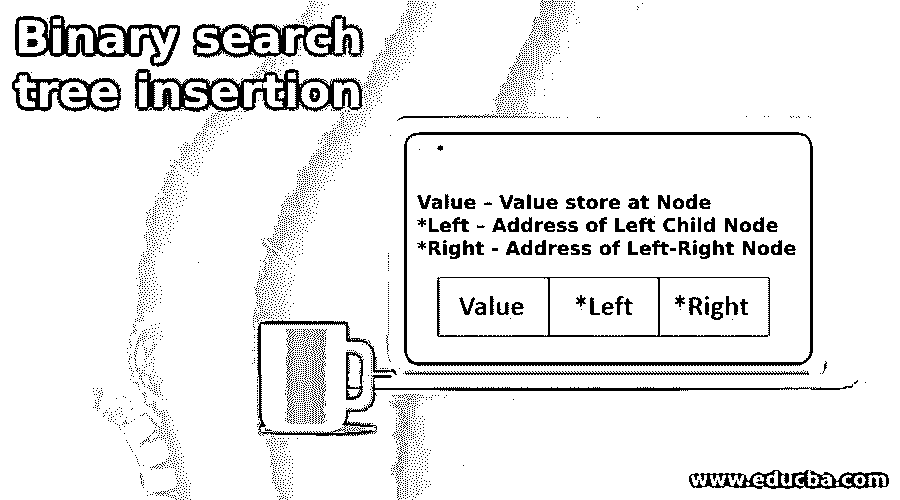 Binary search
tree insertion
Value – Value store at Node
*Left – Address of Left Child Node
*Right - Address of Left-Right Node
Value *Left *Right
www.educba.com